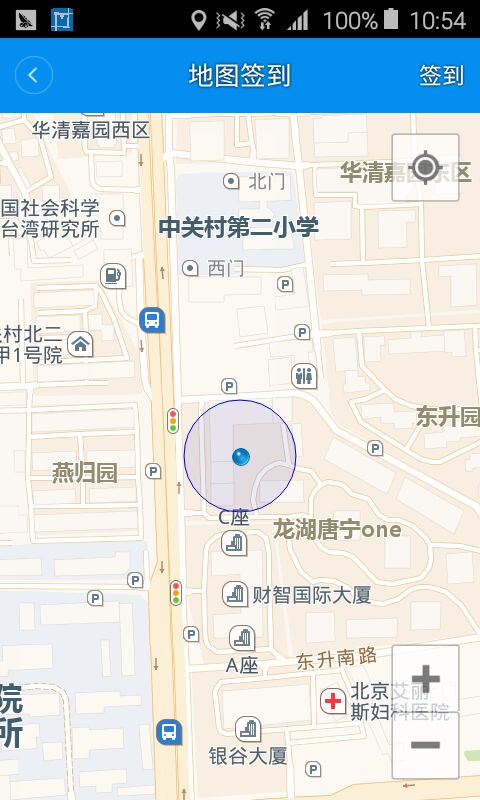 100% 10:54
地图签到
签到
华清嘉园西区
北门
华清嘉园东区
国社会科学
台湾研究所
中关村第二小学
西门
P
关村北二
甲1号院
P
P
东升园
P
燕归园
P
C座
龙湖唐宁one
P
P
财智国际大厦
P
A座
东升南路
北京艾丽
斯妇科医院
院
所
银谷大厦
P